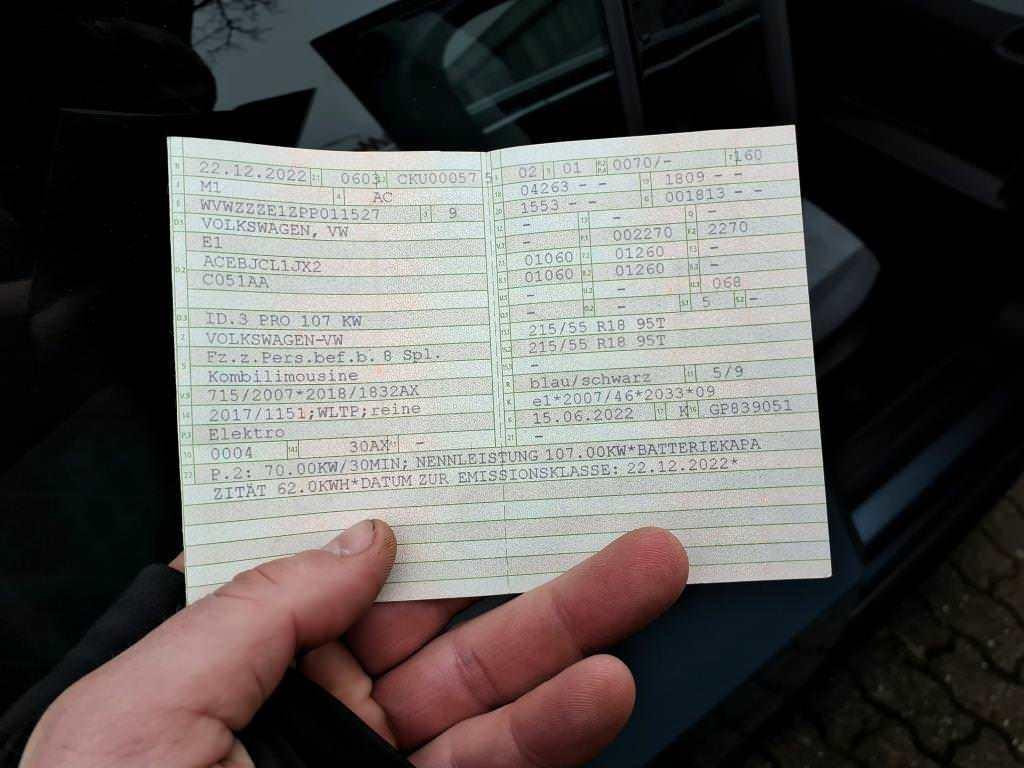 22.12.2022 0603 CKU00057 5
M1 AC
WVWZZZE1ZPP011527 9
VOLKSWAGEN, VW
E1
ACEBJCL1JX2
C051AA
ID.3 PRO 107 KW
VOLKSWAGEN-VW
Fz.z.Pers.bef.b. 8 Spl.
Kombilimousine
715/2007*2018/1832AX
2017/1151;WLTP;reine
Elektro
0004 30AX -
02 01 0070/- 160
04263 - - 1809 - -
1553 - - 001813 - -
- - -
- 002270 2270
01060 01260 -
01060 01260 -
- - 068
- - 5 -
215/55 R18 95T
215/55 R18 95T
-
blau/schwarz 5/9
e1*2007/46*2033*09
15.06.2022 K GP839051
-
P.2: 70.00KW/30MIN; NENNLEISTUNG 107.00KW*BATTERIEKAPA
ZITÄT 62.0KWH*DATUM ZUR EMISSIONSKLASSE: 22.12.2022*